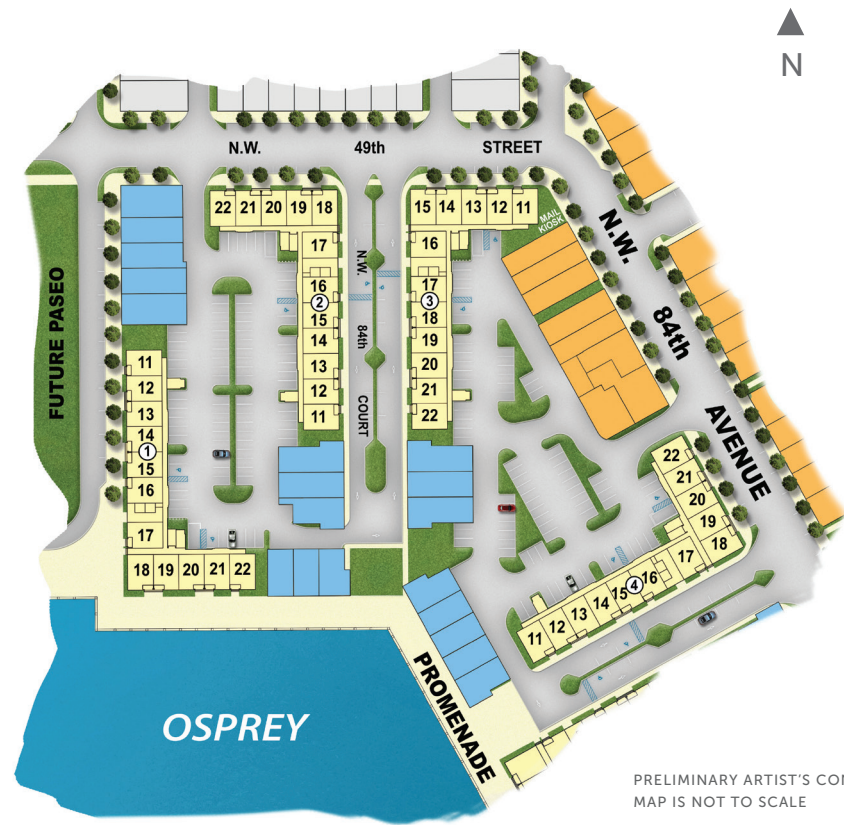 N
N.W. 49th STREET
22 21 20 19 18
17
16
2
15
14
13
12
11
15 14 13 12 11
16
17
3
18
19
20
21
22
MAIL
KIOSK
N.W. 84th COURT
N.W. 84th AVENUE
FUTURE PASEO
11
12
13
14
1
15
16
17
18 19 20 21 22
22
21
20
19
18
17
16
4
15
14
13
12
11
PROMENADE
OSPREY
PRELIMINARY ARTIST'S CO
MAP IS NOT TO SCALE